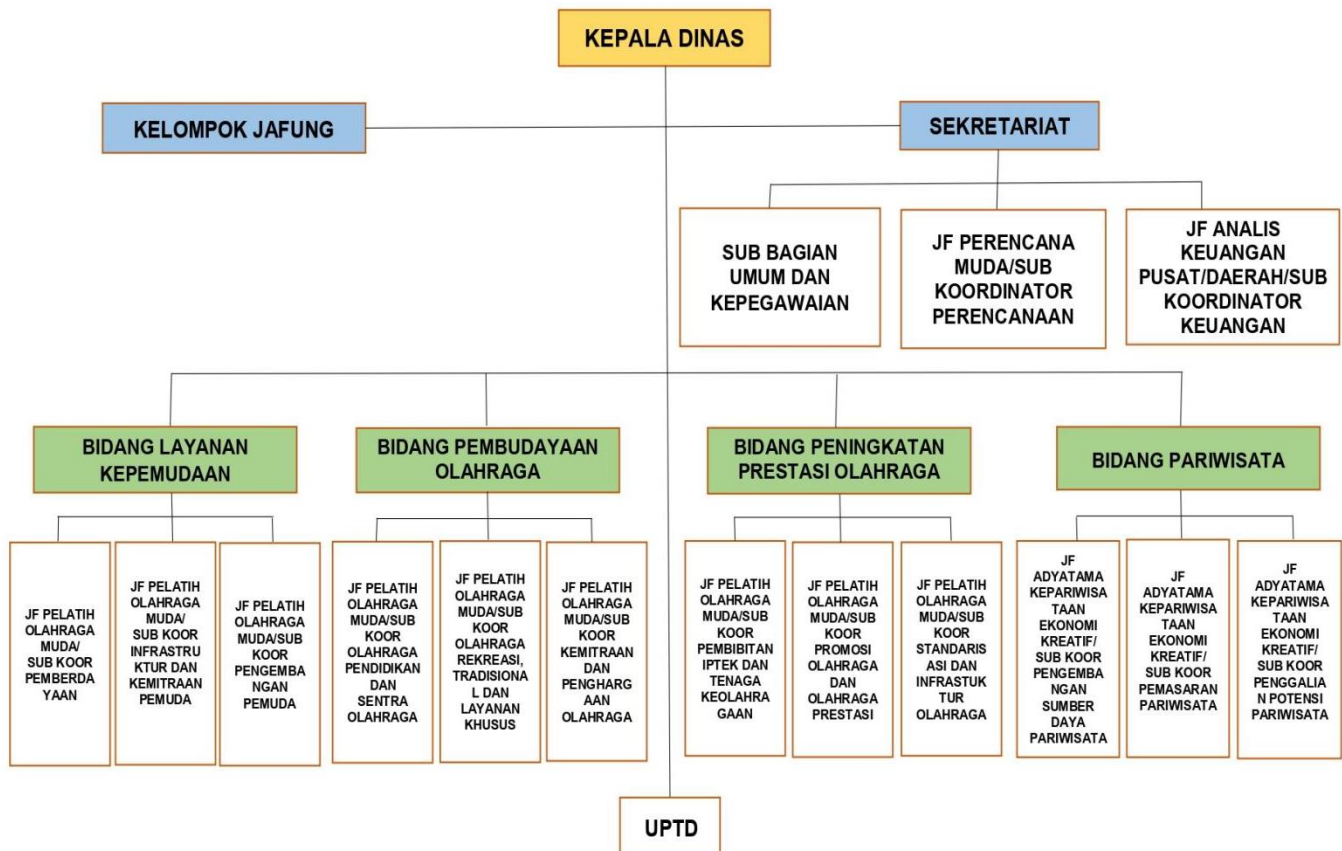 KEPALA DINAS
KELOMPOK JAFUNG
SEKRETARIAT
SUB BAGIAN
UMUM DAN
KEPEGAWAIAN
JF PERENCANA
MUDA/SUB
KOORDINATOR
PERENCANAAN
JF ANALIS
KEUANGAN
PUSAT/DAERAH/SUB
KOORDINATOR
KEUANGAN
BIDANG LAYANAN
KEPEMUDAAN
BIDANG PEMBUDAYAAN
OLAHRAGA
BIDANG PENINGKATAN
PRESTASI OLAHRAGA
BIDANG PARIWISATA
JF PELATIH
OLAHRAGA
MUDA/
SUB KOOR
PEMBERDA
YAAN
JF PELATIH
OLAHRAGA
MUDA/
SUB KOOR
INFRASTRU
KTUR DAN
KEMITRAAN
PEMUDA
JF PELATIH
OLAHRAGA
MUDA/SUB
KOOR
PENGEMBA
NGAN
PEMUDA
JF PELATIH
OLAHRAGA
MUDA/SUB
KOOR
OLAHRAGA
PENDIDIKAN
DAN
SENTRA
OLAHRAGA
JF PELATIH
OLAHRAGA
MUDA/SUB
KOOR
OLAHRAGA
REKREASI,
TRADISIONA
L DAN
LAYANAN
KHUSUS
JF PELATIH
OLAHRAGA
MUDA/SUB
KOOR
KEMITRAAN
DAN
PENGHARG
AAN
OLAHRAGA
JF PELATIH
OLAHRAGA
MUDA/SUB
KOOR
PEMBIBITAN
IPTEK DAN
TENAGA
KEOLAHRA
GAAN
JF PELATIH
OLAHRAGA
MUDA/SUB
KOOR
PROMOSI
OLAHRAGA
DAN
OLAHRAGA
PRESTASI
JF PELATIH
OLAHRAGA
MUDA/SUB
KOOR
STANDARIS
ASI DAN
INFRASTUK
TUR
OLAHRAGA
JF
ADYATAMA
KEPARIWISA
TAAN
EKONOMI
KREATIF/
SUB KOOR
PENGEMBA
NGAN
SUMBER
DAYA
PARIWISATA
JF
ADYATAMA
KEPARIWISA
TAAN
EKONOMI
KREATIF/
SUB KOOR
PEMASARAN
PARIWISATA
JF
ADYATAMA
KEPARIWISA
TAAN
EKONOMI
KREATIF/
SUB KOOR
PENGGALIA
N POTENSI
PARIWISATA
UPTD